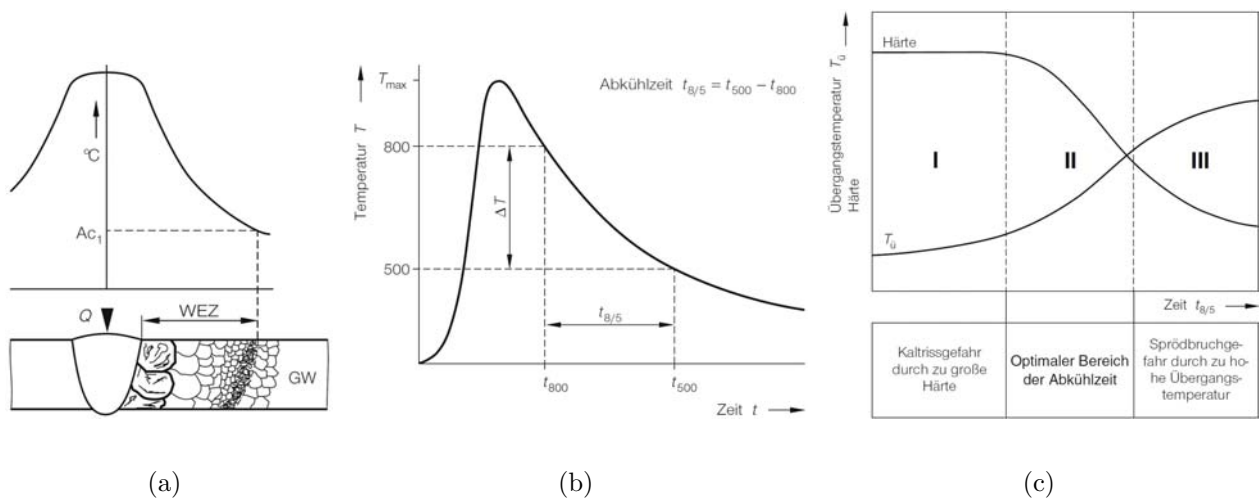 °C
Ac1
Q
WEZ
GW
(a)
Temperatur T
Tmax
800
500
Abkühlzeit t8/5 = t500 – t800
ΔT
t8/5
t800
t500
Zeit t
(b)
Übergangstemperatur Tü
Härte
Härte
I
II
III
Tü
Zeit t8/5
Kaltrissgefahr
durch zu große
Härte
Optimaler Bereich
der Abkühlzeit
Sprödbruchge-
fahr durch zu ho-
he Übergangs-
temperatur
(c)